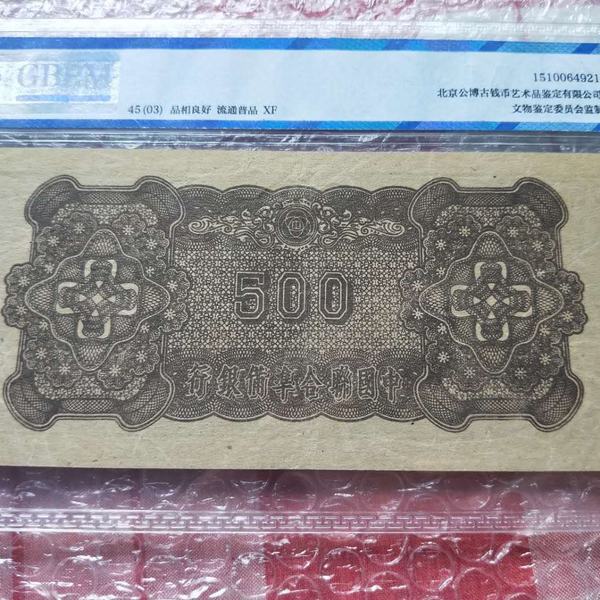 GBCA
1510064921
北京公博古钱币艺术品鉴定有限公司
45 (03) 品相良好 流通普品 XF
文物鉴定委员会监制
500
行銀備準合聯國中